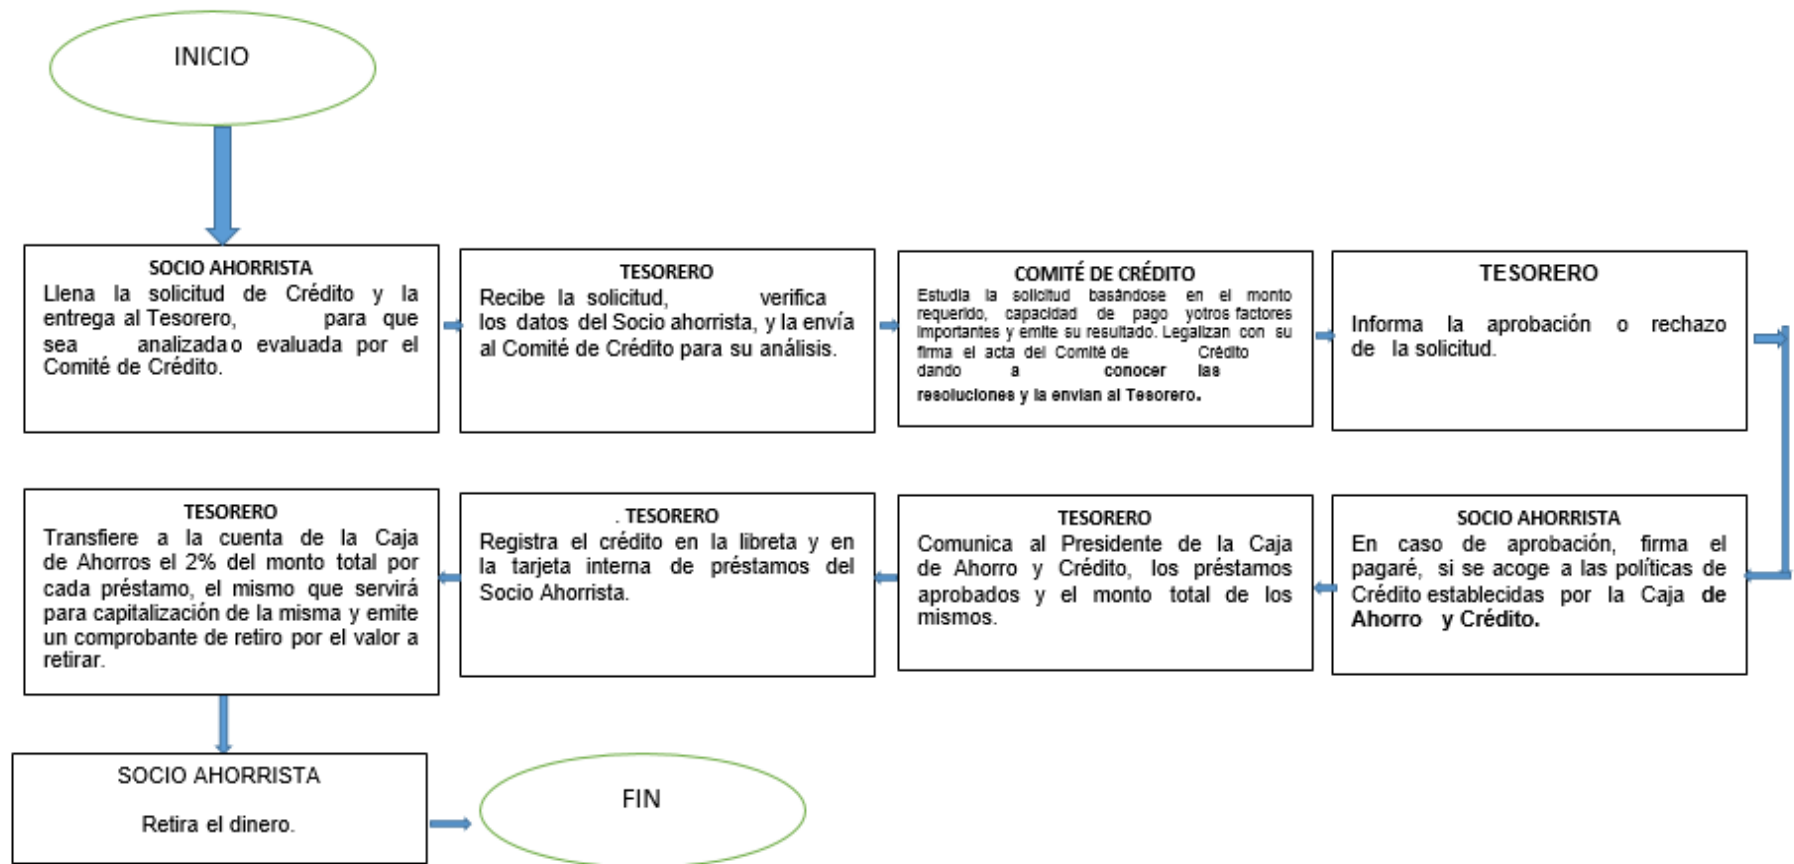 INICIO
SOCIO AHORRISTA
Llena la solicitud de Crédito y la
entrega al Tesorero, para que
sea analizada o evaluada por el
Comité de Crédito.
TESORERO
Recibe la solicitud, verifica
los datos del Socio ahorrista, y la envía
al Comité de Crédito para su análisis.
COMITÉ DE CRÉDITO
Estudia la solicitud basándose en el monto
requerido, capacidad de pago yotros factores
importantes y emite su resultado. Legalizan con su
firma el acta del Comité de Crédito
dando a conocer las
resoluciones y la envian al Tesorero.
TESORERO
Informa la aprobación o rechazo
de la solicitud.
SOCIO AHORRISTA
En caso de aprobación, firma el
pagaré, si se acoge a las políticas de
Crédito establecidas por la Caja de
Ahorro y Crédito.
TESORERO
Comunica al Presidente de la Caja
de Ahorro y Crédito, los préstamos
aprobados y el monto total de los
mismos.
. TESORERO
Registra el crédito en la libreta y en
la tarjeta interna de préstamos del
Socio Ahorrista.
TESORERO
Transfiere a la cuenta de la Caja
de Ahorros el 2% del monto total por
cada préstamo, el mismo que servirá
para capitalización de la misma y emite
un comprobante de retiro por el valor a
retirar.
SOCIO AHORRISTA
Retira el dinero.
FIN